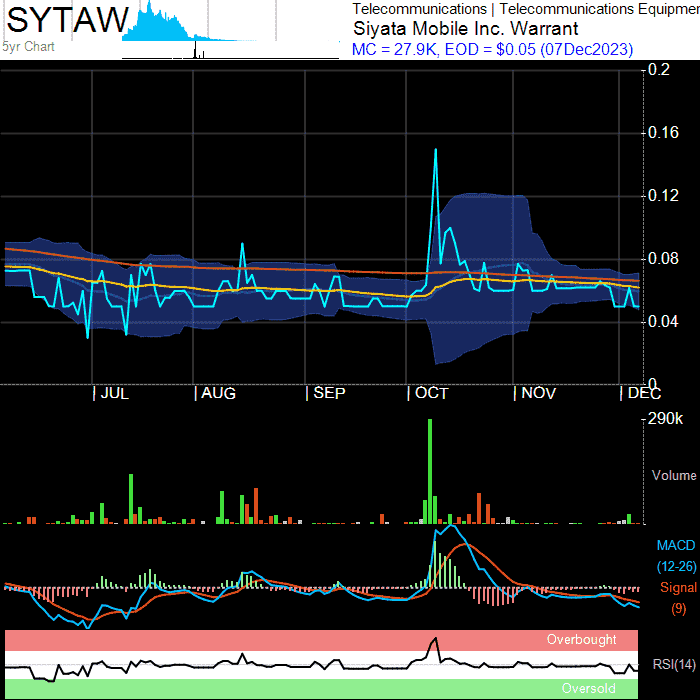 SYTAW
5yr Chart
Telecommunications | Telecommunications Equipmen
Siyata Mobile Inc. Warrant
MC = 27.9K, EOD = $0.05 (07Dec2023)
0.2
0.16
0.12
0.08
0.04
0
| JUL | AUG | SEP | OCT | NOV | DEC
290k
Volume
MACD
(12-26)
Signal
(9)
Overbought
RSI(14)
Oversold